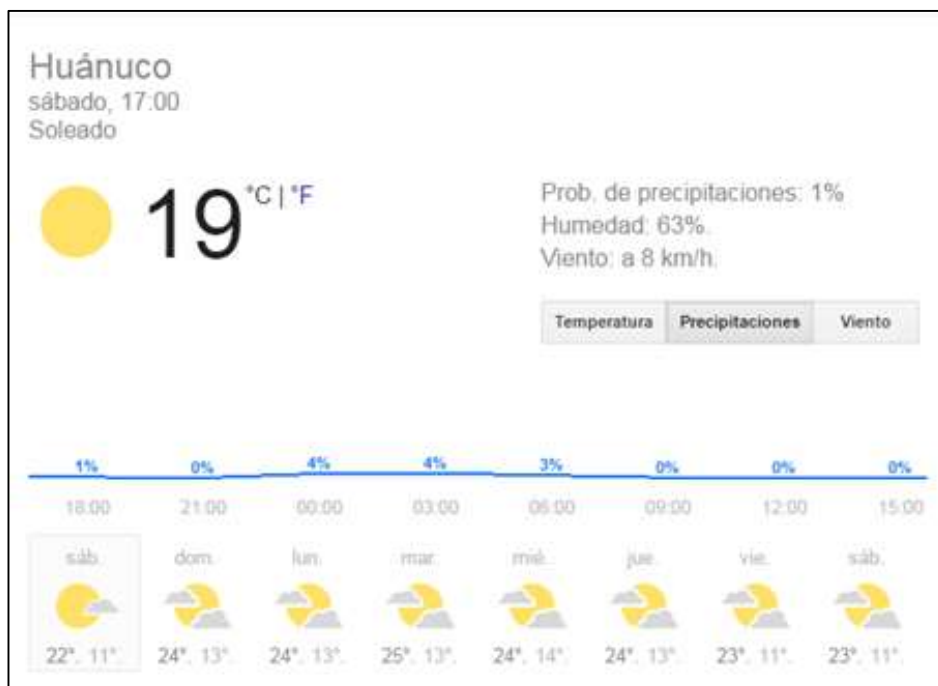 Huánuco
sábado, 17:00
Soleado
19 °C | °F
Prob. de precipitaciones: 1%
Humedad: 63%.
Viento: a 8 km/h.
Temperatura Precipitaciones Viento
1% 0% 4% 4% 3% 0% 0% 0%
18:00 21:00 00:00 03:00 06:00 09:00 12:00 15:00
sáb. dom. lun. mar. mié. jue. vie. sáb.
22°. 11°. 24°. 13°. 24°. 13°. 25°. 13°. 24°. 14°. 24°. 13°. 23°. 11°. 23°. 11°.